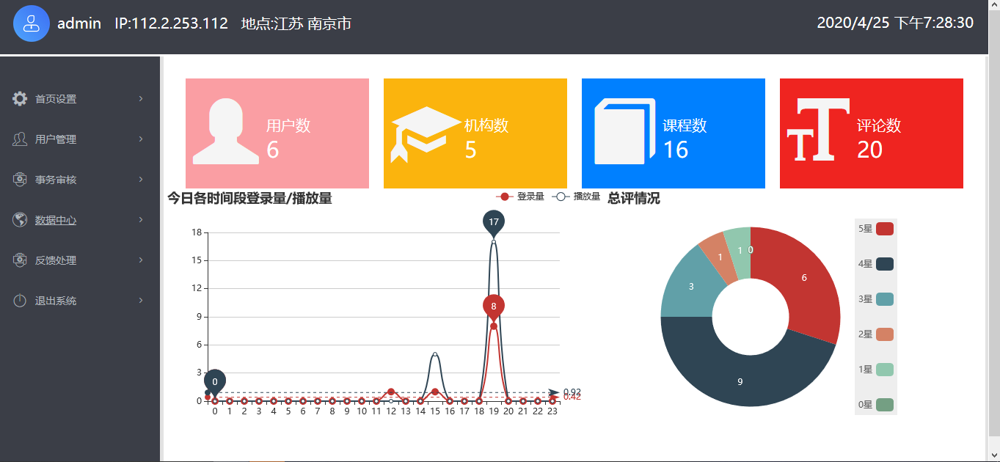 admin IP:112.2.253.112 地点:江苏 南京市
2020/4/25 下午7:28:30
首页设置
用户管理
事务审核
数据中心
反馈处理
退出系统
用户数
6
机构数
5
课程数
16
评论数
20
今日各时间段登录量/播放量
登录量 播放量
18
15
12
9
6
3
0
0
17
8
0.92
0.42
0 1 2 3 4 5 6 7 8 9 10 11 12 13 14 15 16 17 18 19 20 21 22 23
总评情况
6
9
3
1
1
0
5星
4星
3星
2星
1星
0星